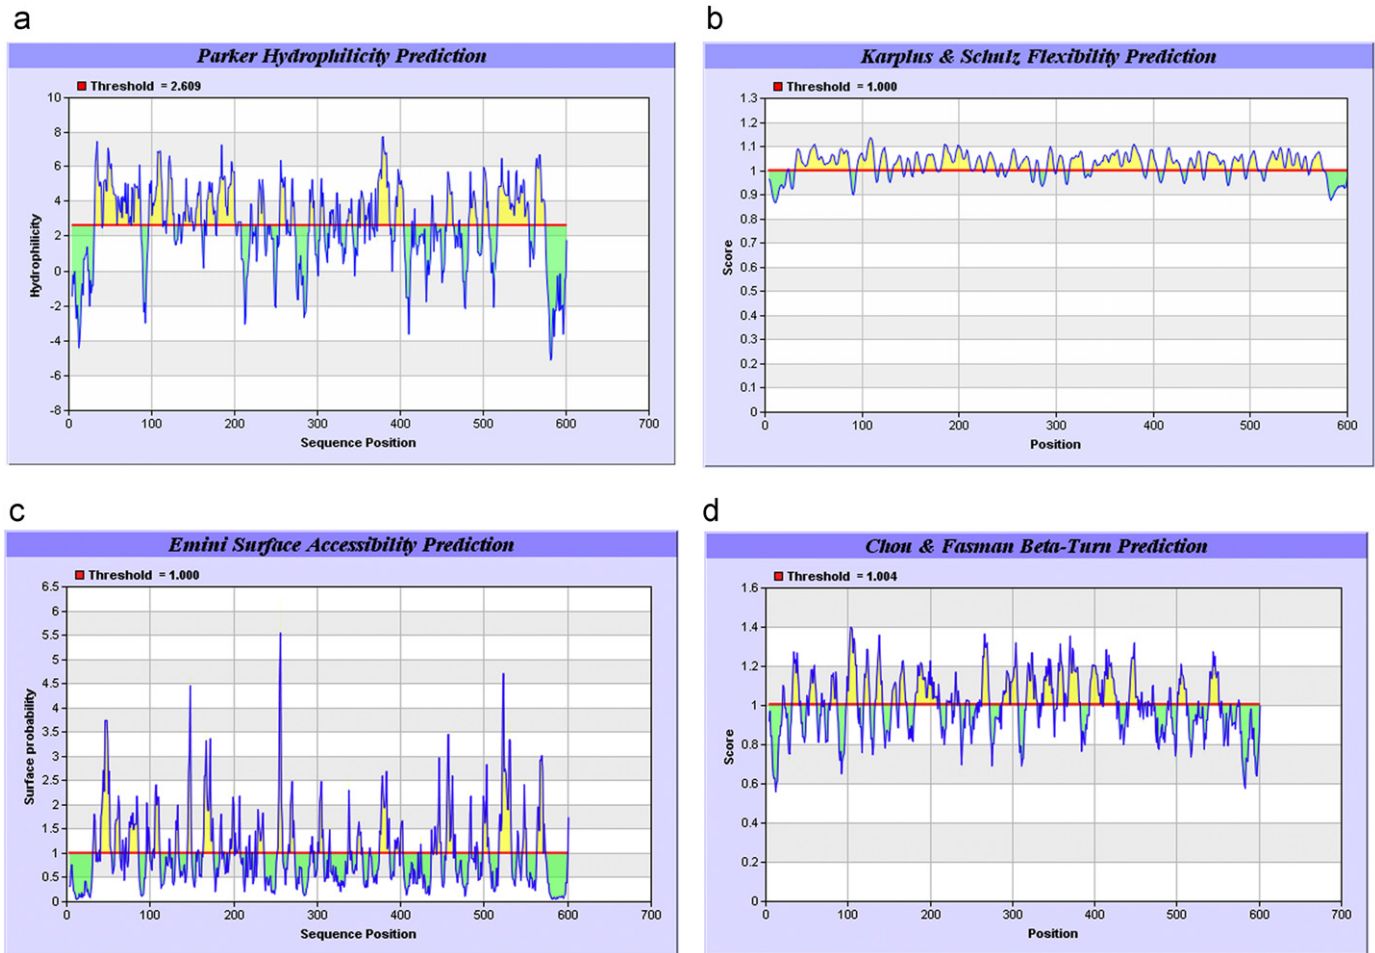 a
Parker Hydrophilicity Prediction
Threshold = 2.609
10
8
6
4
2
0
-2
-4
-6
-8
Hydrophilicity
0 100 200 300 400 500 600 700
Sequence Position
b
Karplus & Schulz Flexibility Prediction
Threshold = 1.000
1.3
1.2
1.1
1
0.9
0.8
0.7
0.6
0.5
0.4
0.3
0.2
0.1
0
Score
0 100 200 300 400 500 600
Position
c
Emini Surface Accessibility Prediction
Threshold = 1.000
6.5
6
5.5
5
4.5
4
3.5
3
2.5
2
1.5
1
0.5
0
Surface probability
0 100 200 300 400 500 600 700
Sequence Position
d
Chou & Fasman Beta-Turn Prediction
Threshold = 1.004
1.6
1.4
1.2
1
0.8
0.6
0.4
0.2
0
Score
0 100 200 300 400 500 600 700
Position